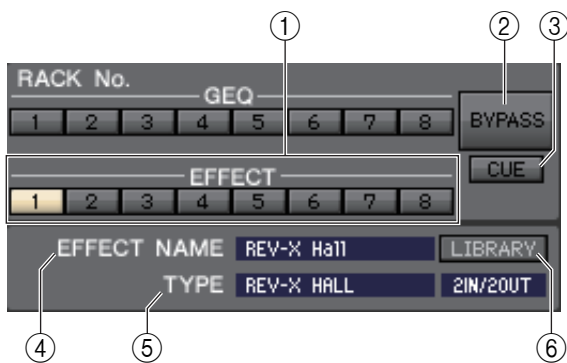 ① ② ③
RACK No.
GEQ
1 2 3 4 5 6 7 8 BYPASS
EFFECT CUE
1 2 3 4 5 6 7 8
EFFECT NAME REV-X Hall LIBRARY
TYPE REV-X HALL 2IN/2OUT
④ ⑤ ⑥